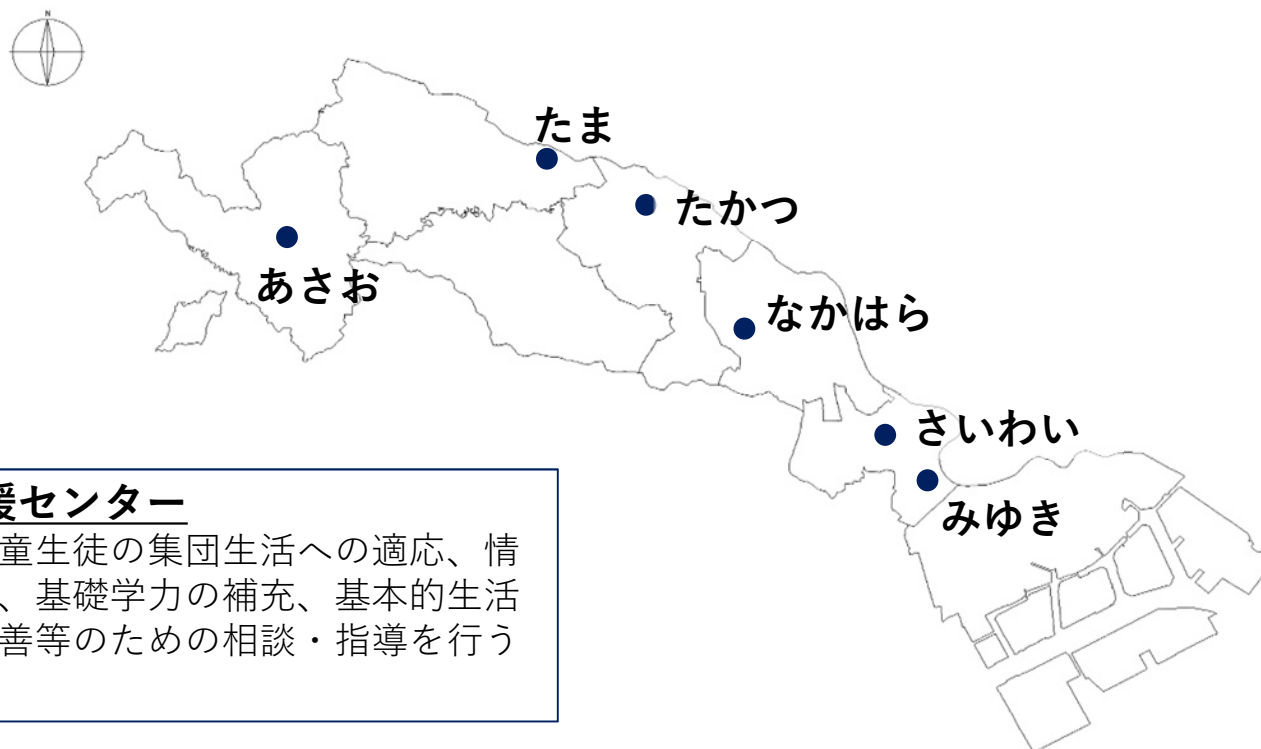 N
たま
たかつ
あさお
なかはら
さいわい
みゆき
援センター
童生徒の集団生活への適応、情
、基礎学力の補充、基本的生活
善等のための相談・指導を行う